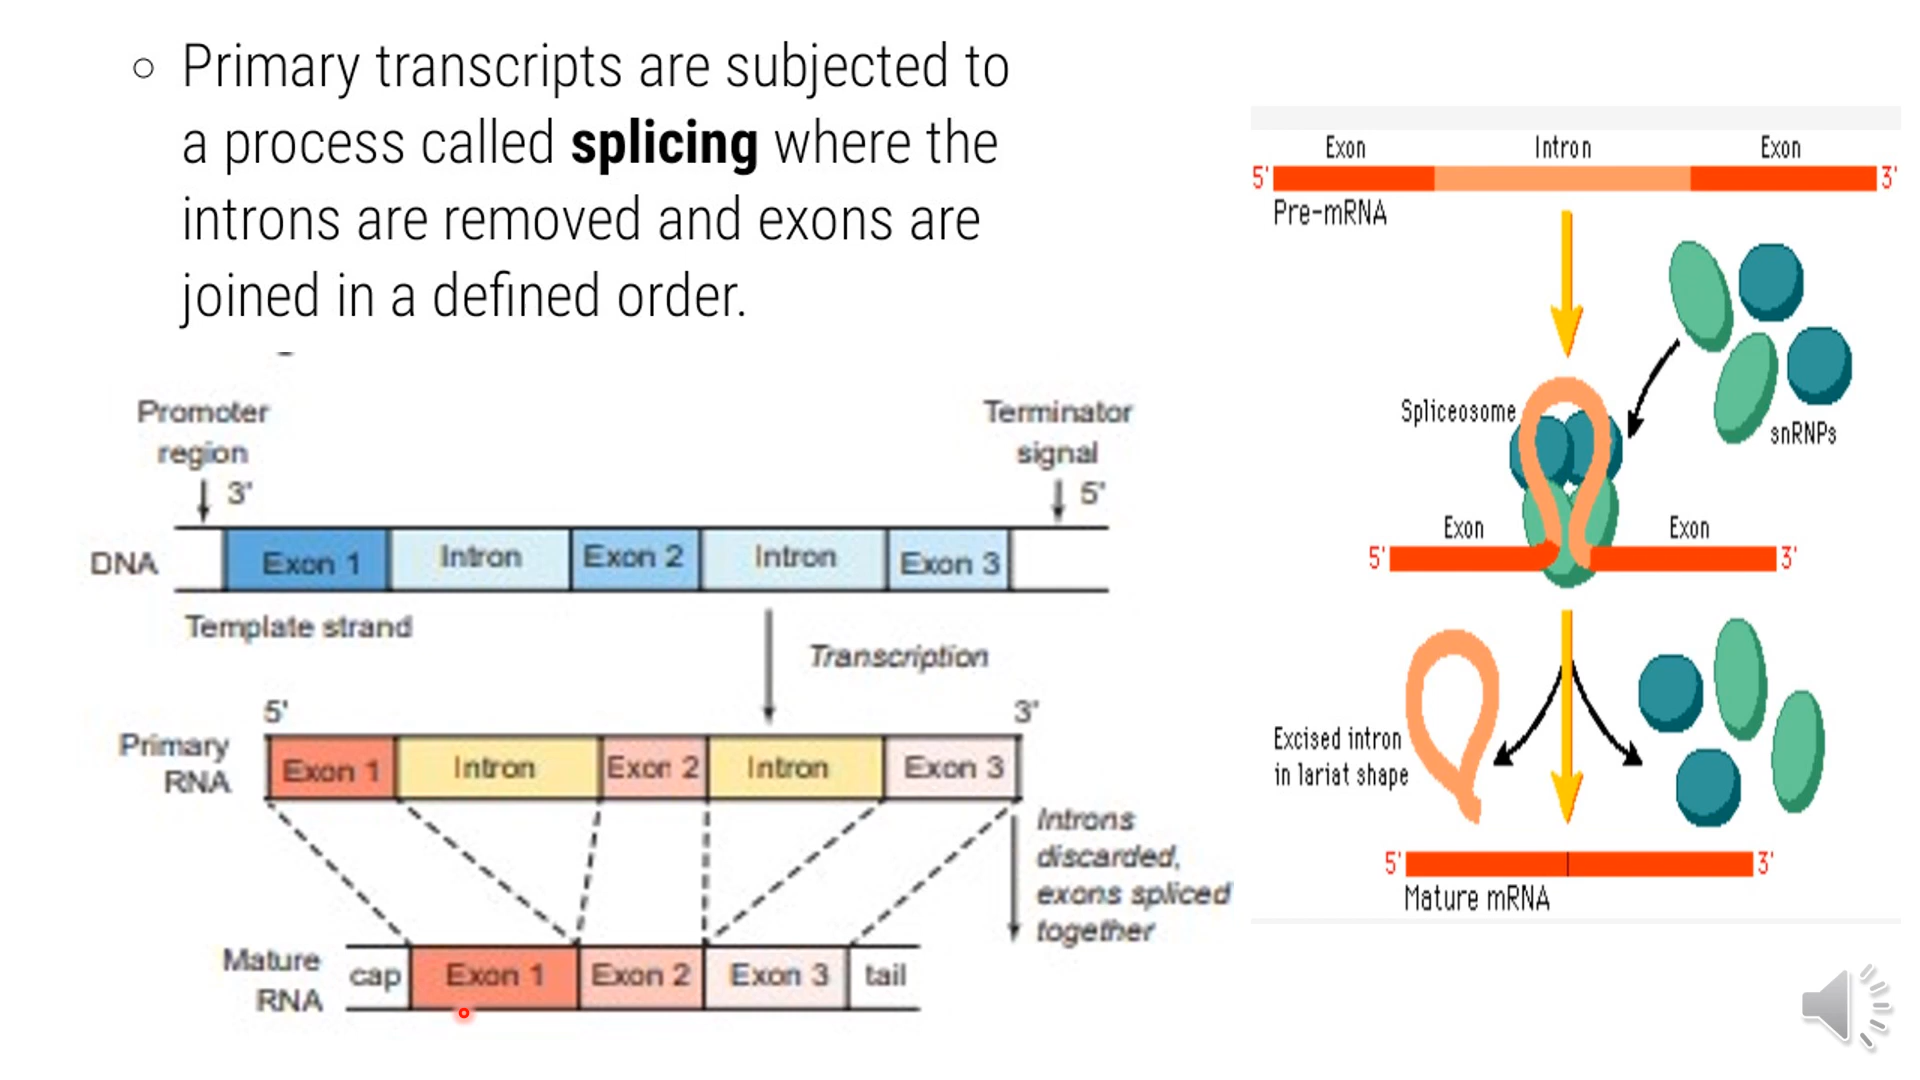 Primary transcripts are subjected to
a process called splicing where the
introns are removed and exons are
joined in a defined order.
Promoter
region
3'
Terminator
signal
5'
DNA
Exon 1
Intron
Exon 2
Intron
Exon 3
Template strand
Transcription
5'
3'
Primary
RNA
Exon 1
Intron
Exon 2
Intron
Exon 3
Introns
discarded,
exons spliced
together
Mature
RNA
cap
Exon 1
Exon 2
Exon 3
tail
Exon
Intron
Exon
5'
3'
Pre-mRNA
Spliceosome
snRNPs
Exon
Exon
5'
3'
Excised intron
in lariat shape
5'
3'
Mature mRNA